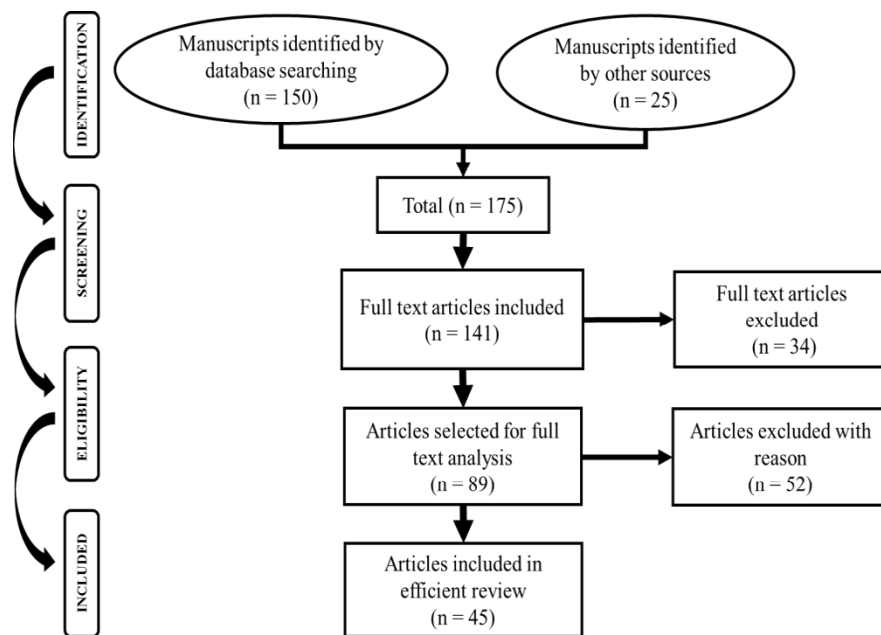 IDENTIFICATION
Manuscripts identified by
database searching
(n = 150)
Manuscripts identified
by other sources
(n = 25)
SCREENING
Total (n = 175)
Full text articles included
(n = 141)
Full text articles
excluded
(n = 34)
ELIGIBILITY
Articles selected for full
text analysis
(n = 89)
Articles excluded with
reason
(n = 52)
INCLUDED
Articles included in
efficient review
(n = 45)